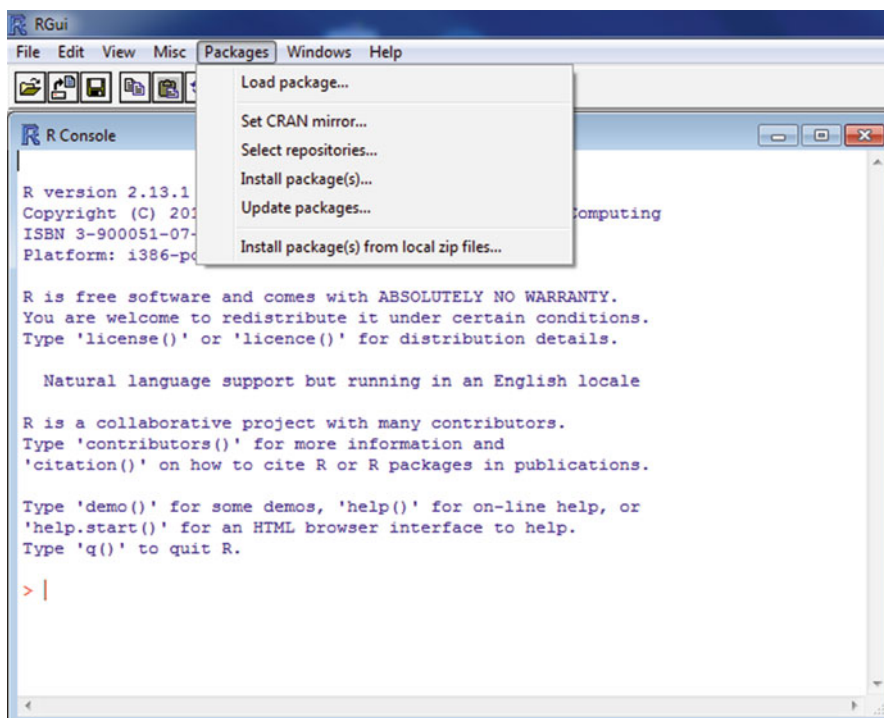 RGui
File Edit View Misc Packages Windows Help
Load package...
Set CRAN mirror...
Select repositories...
Install package(s)...
Update packages...
Install package(s) from local zip files...
R Console
R version 2.13.1
Copyright (C) Computing
ISBN 3-900051-07-
Platform:
R is free software and comes with ABSOLUTELY NO WARRANTY.
You are welcome to redistribute it under certain conditions.
Type 'license()' or 'licence()' for distribution details.
Natural language support but running in an English locale
R is a collaborative project with many contributors.
Type 'contributors()' for more information and
'citation()' on how to cite R or R packages in publications.
Type 'demo()' for some demos, 'help()' for on-line help, or
'help.start()' for an HTML browser interface to help.
Type 'q()' to quit R.
>